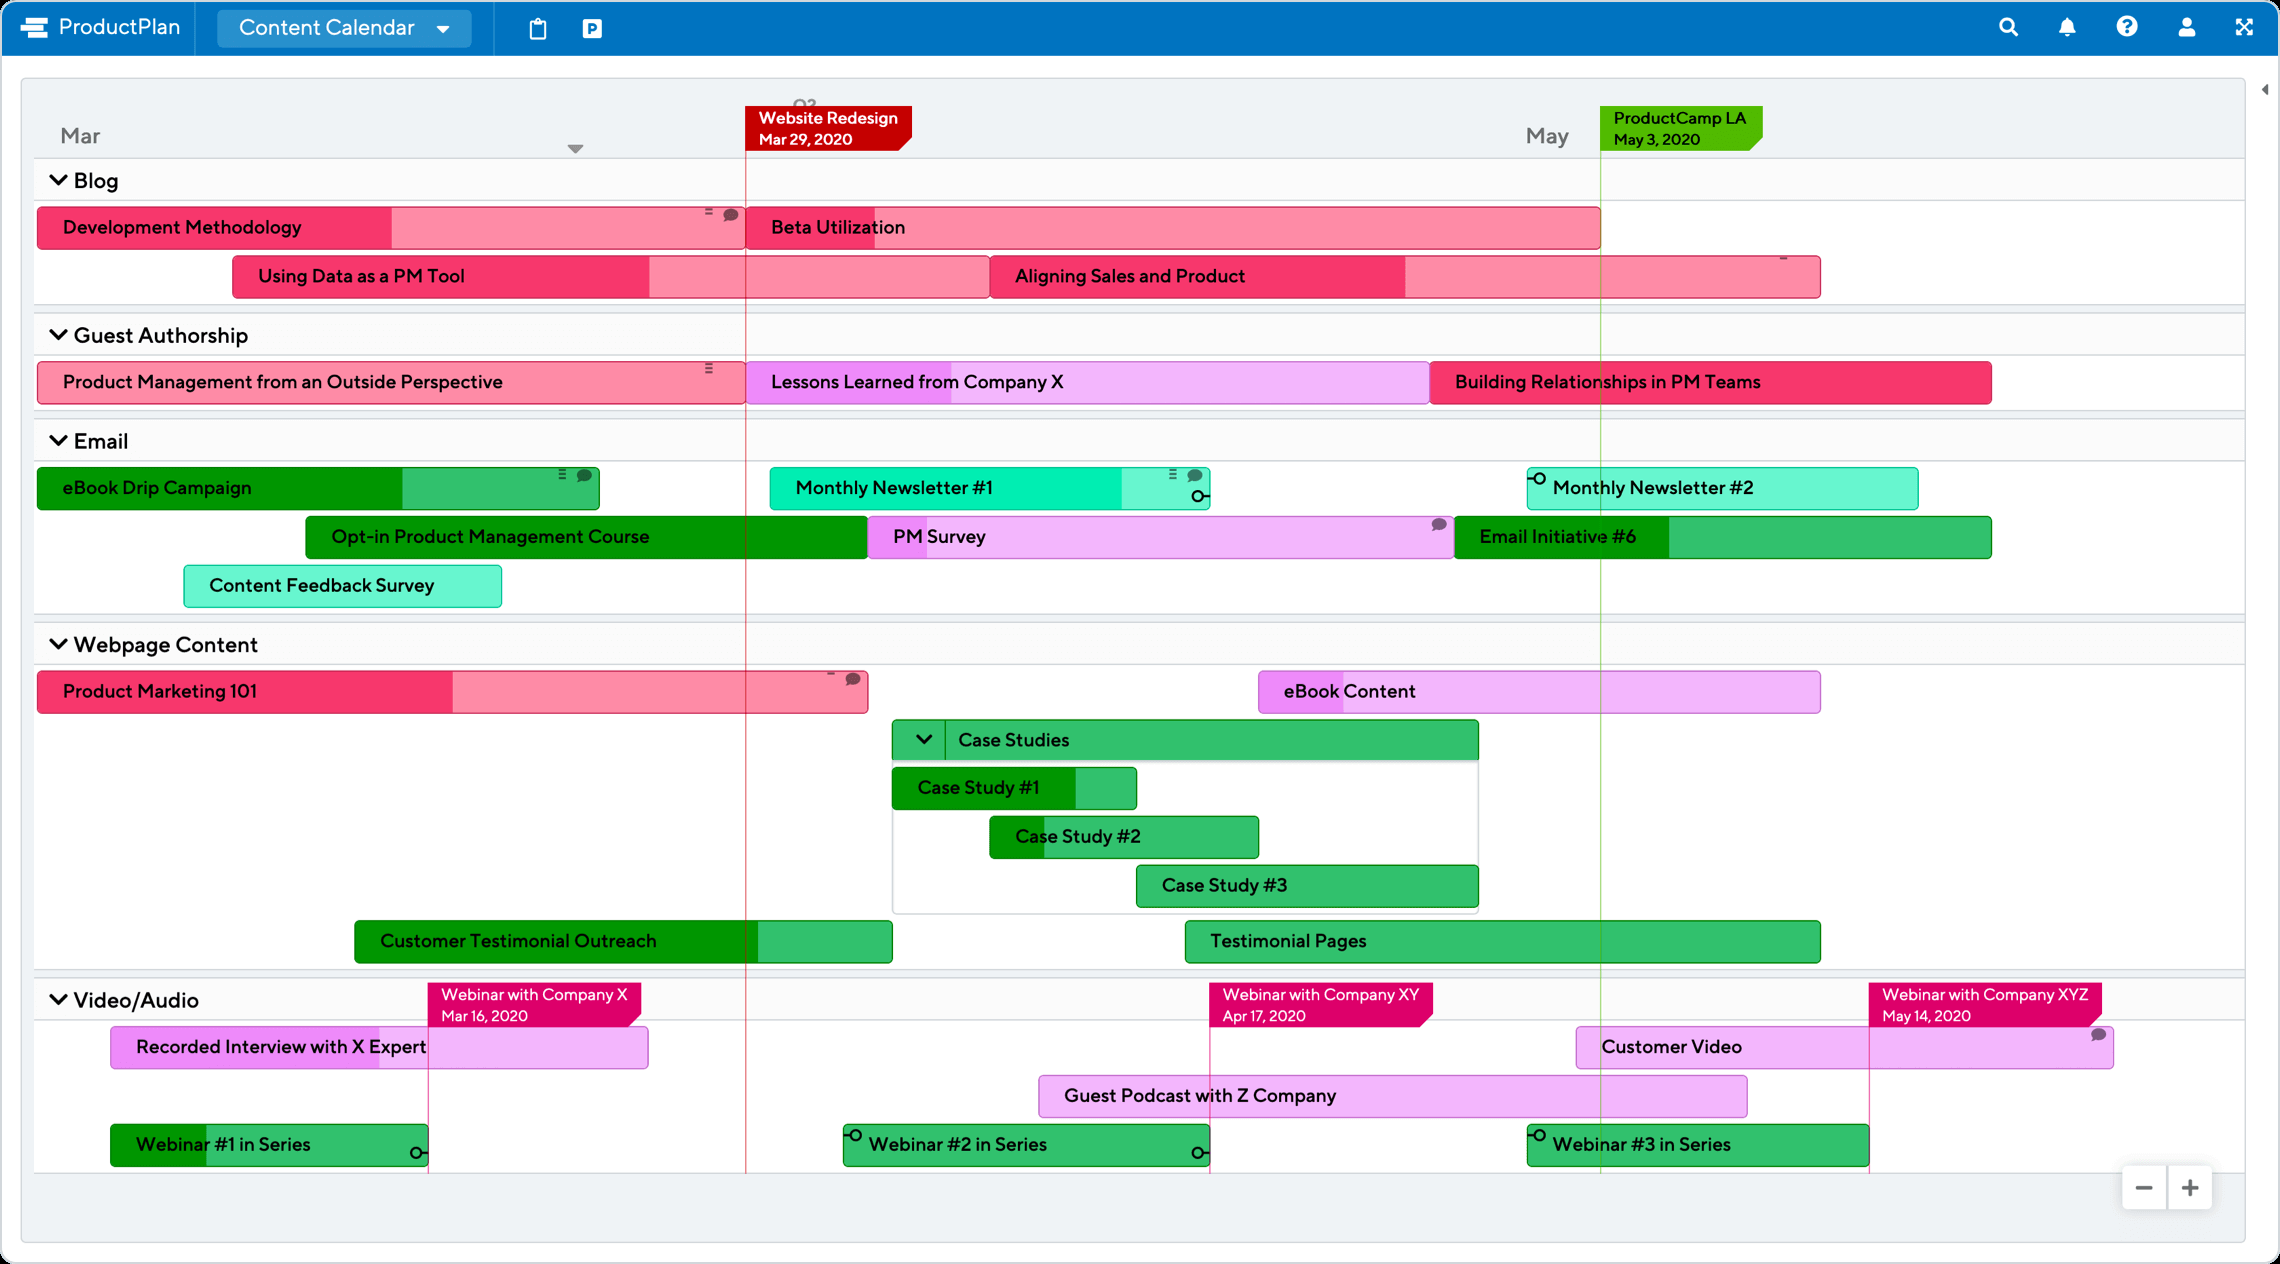 ProductPlan
Content Calendar
P
?
Mar
Website Redesign
Mar 29, 2020
May
ProductCamp LA
May 3, 2020
Blog
Development Methodology
Beta Utilization
Using Data as a PM Tool
Aligning Sales and Product
Guest Authorship
Product Management from an Outside Perspective
Lessons Learned from Company X
Building Relationships in PM Teams
Email
eBook Drip Campaign
Monthly Newsletter #1
Monthly Newsletter #2
Opt-in Product Management Course
PM Survey
Email Initiative #6
Content Feedback Survey
Webpage Content
Product Marketing 101
eBook Content
Case Studies
Case Study #1
Case Study #2
Case Study #3
Customer Testimonial Outreach
Testimonial Pages
Video/Audio
Webinar with Company X
Mar 16, 2020
Webinar with Company XY
Apr 17, 2020
Webinar with Company XYZ
May 14, 2020
Recorded Interview with X Expert
Customer Video
Guest Podcast with Z Company
Webinar #1 in Series
Webinar #2 in Series
Webinar #3 in Series